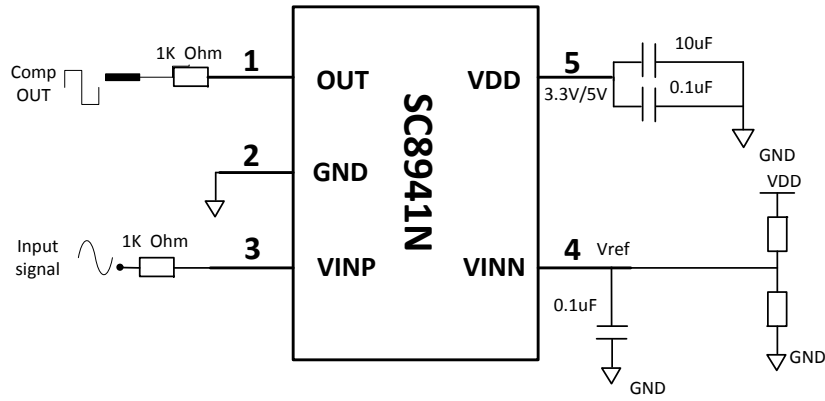 1K Ohm
1
Comp
OUT
OUT
GND
2
1K Ohm
3
VINP
Input
signal
SC8941N
VDD
5
3.3V/5V
10uF
0.1uF
GND
VDD
VINN
4
Vref
0.1uF
GND
GND